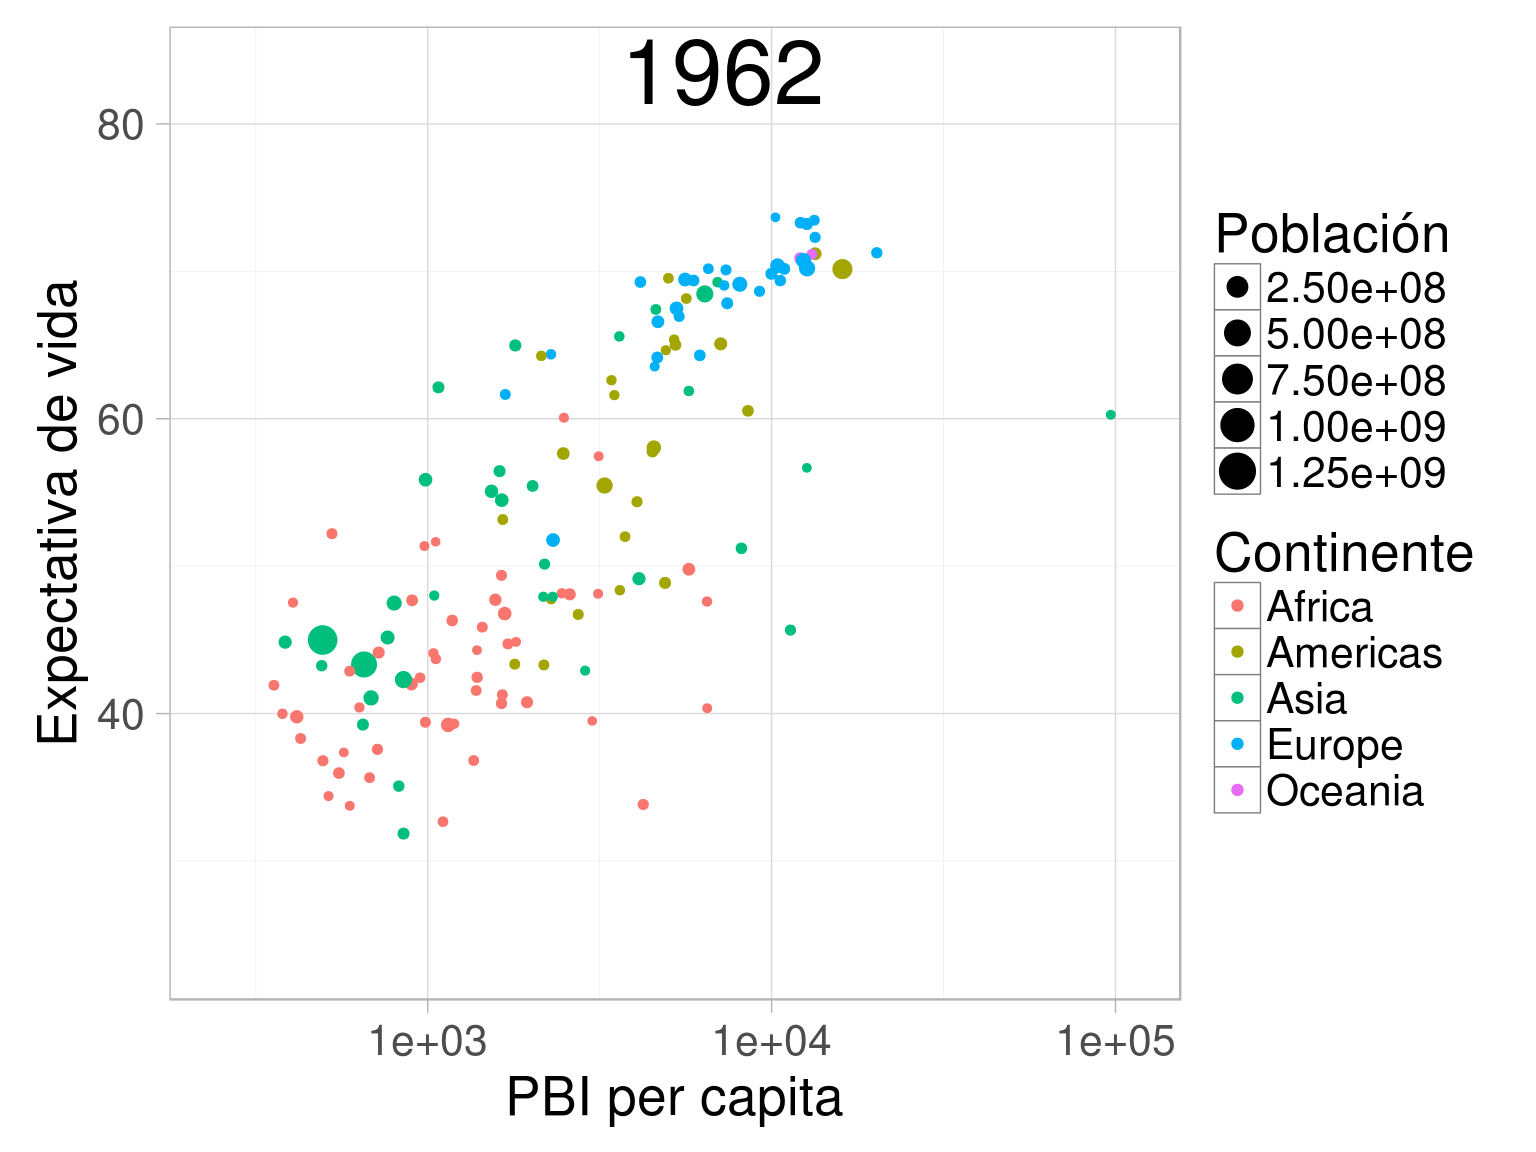 1962
80
60
40
Expectativa de vida
1e+03 1e+04 1e+05
PBI per capita
Población
2.50e+08
5.00e+08
7.50e+08
1.00e+09
1.25e+09
Continente
Africa
Americas
Asia
Europe
Oceania